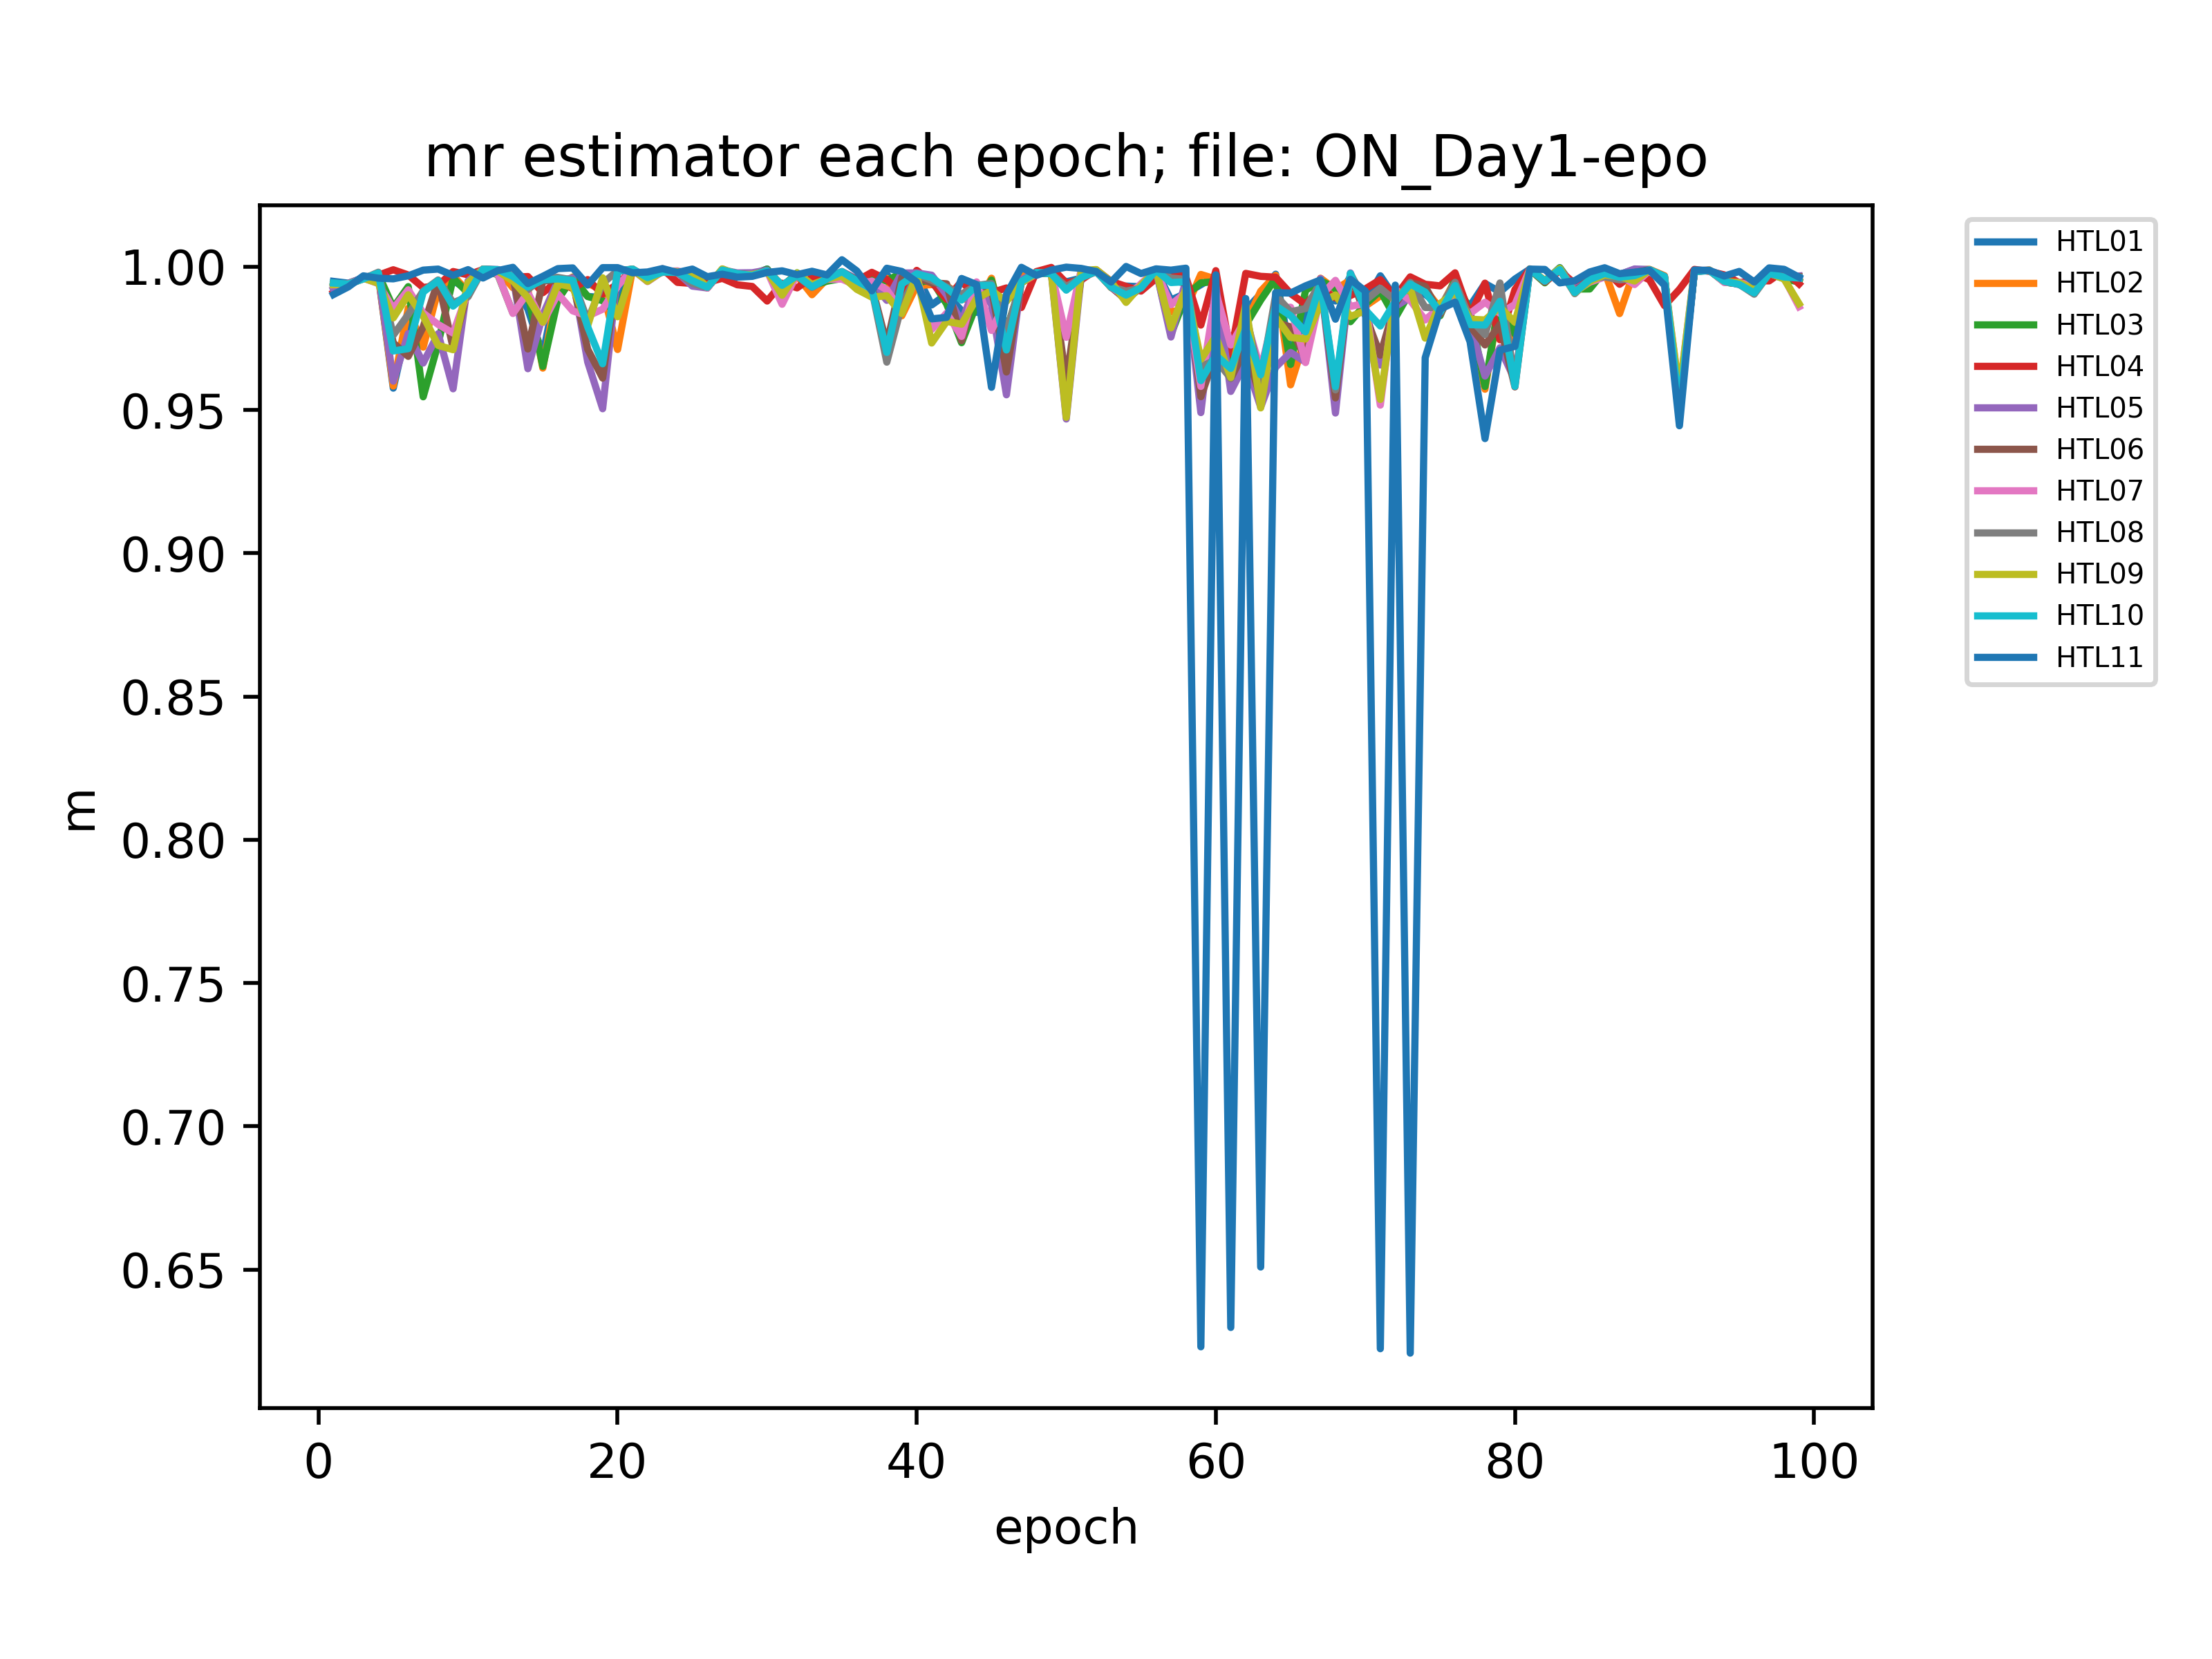 mr estimator each epoch; file: ON_Day1-epo
1.00
0.95
0.90
0.85
0.80
0.75
0.70
0.65
m
0 20 40 60 80 100
epoch
HTL01
HTL02
HTL03
HTL04
HTL05
HTL06
HTL07
HTL08
HTL09
HTL10
HTL11